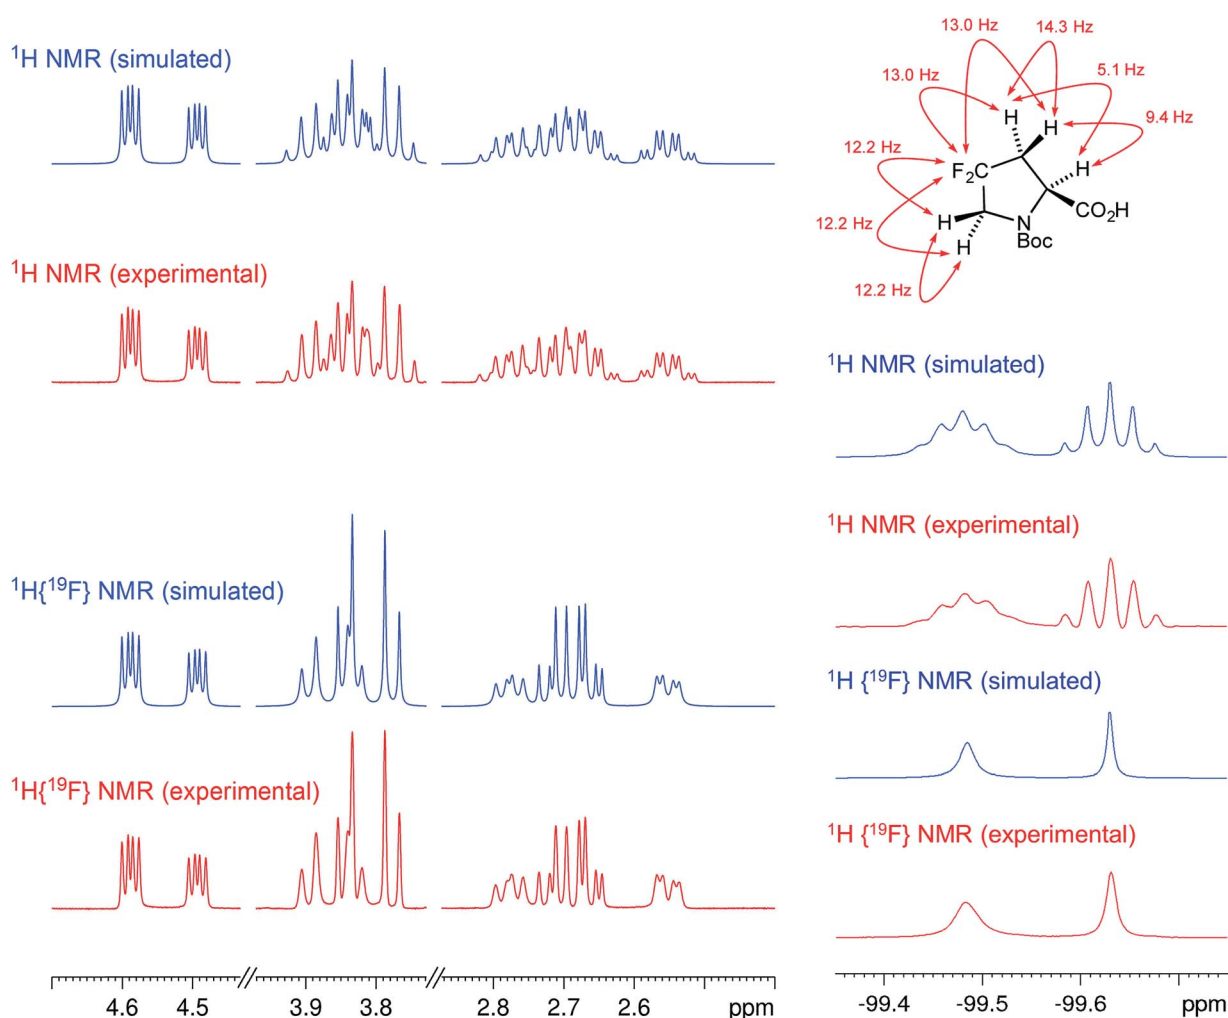 ¹H NMR (simulated)
¹H NMR (experimental)
¹H{¹⁹F} NMR (simulated)
¹H{¹⁹F} NMR (experimental)
4.6 4.5 3.9 3.8 2.8 2.7 2.6 ppm
13.0 Hz 14.3 Hz
13.0 Hz 5.1 Hz
H H 9.4 Hz
12.2 Hz F₂C H
12.2 Hz H N CO₂H
H Boc
12.2 Hz
¹H NMR (simulated)
¹H NMR (experimental)
¹H {¹⁹F} NMR (simulated)
¹H {¹⁹F} NMR (experimental)
-99.4 -99.5 -99.6 ppm